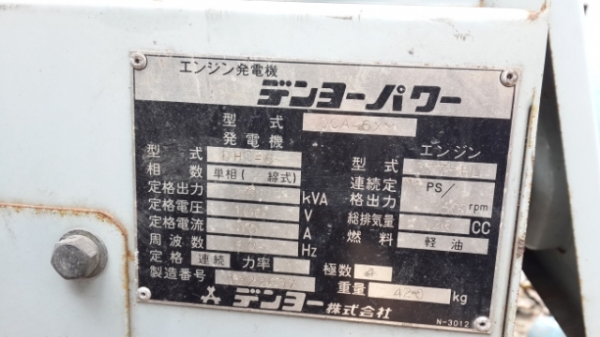 エンジン発電機
デンヨーパワー
型式
発電機
エンジン
型式
相数 単相( 線式)
定格出力 kVA
定格電圧 V
定格電流 A
周波数 Hz
定格 連続 力率
製造番号
型式
連続定格出力 PS/ rpm
総排気量 CC
燃料 軽油
極数 4
重量 kg
デンヨー株式会社
N-3012